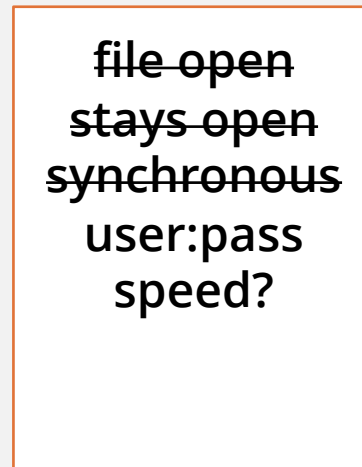 file open
stays open
synchronous
user:pass
speed?